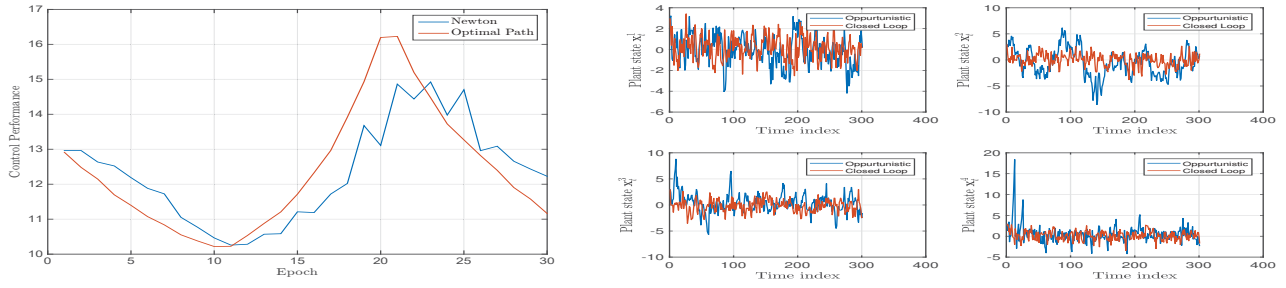 Newton
Optimal Path
Control Performance
17
16
15
14
13
12
11
10
0 5 10 15 20 25 30
Epoch
Oppurtunistic
Closed Loop
Plant state x_i^1
4
2
0
-2
-4
-6
0 100 200 300 400
Time index
Oppurtunistic
Closed Loop
Plant state x_i^2
10
5
0
-5
-10
0 100 200 300 400
Time index
Oppurtunistic
Closed Loop
Plant state x_i^3
10
5
0
-5
-10
0 100 200 300 400
Time index
Oppurtunistic
Closed Loop
Plant state x_i^4
20
15
10
5
0
-5
0 100 200 300 400
Time index